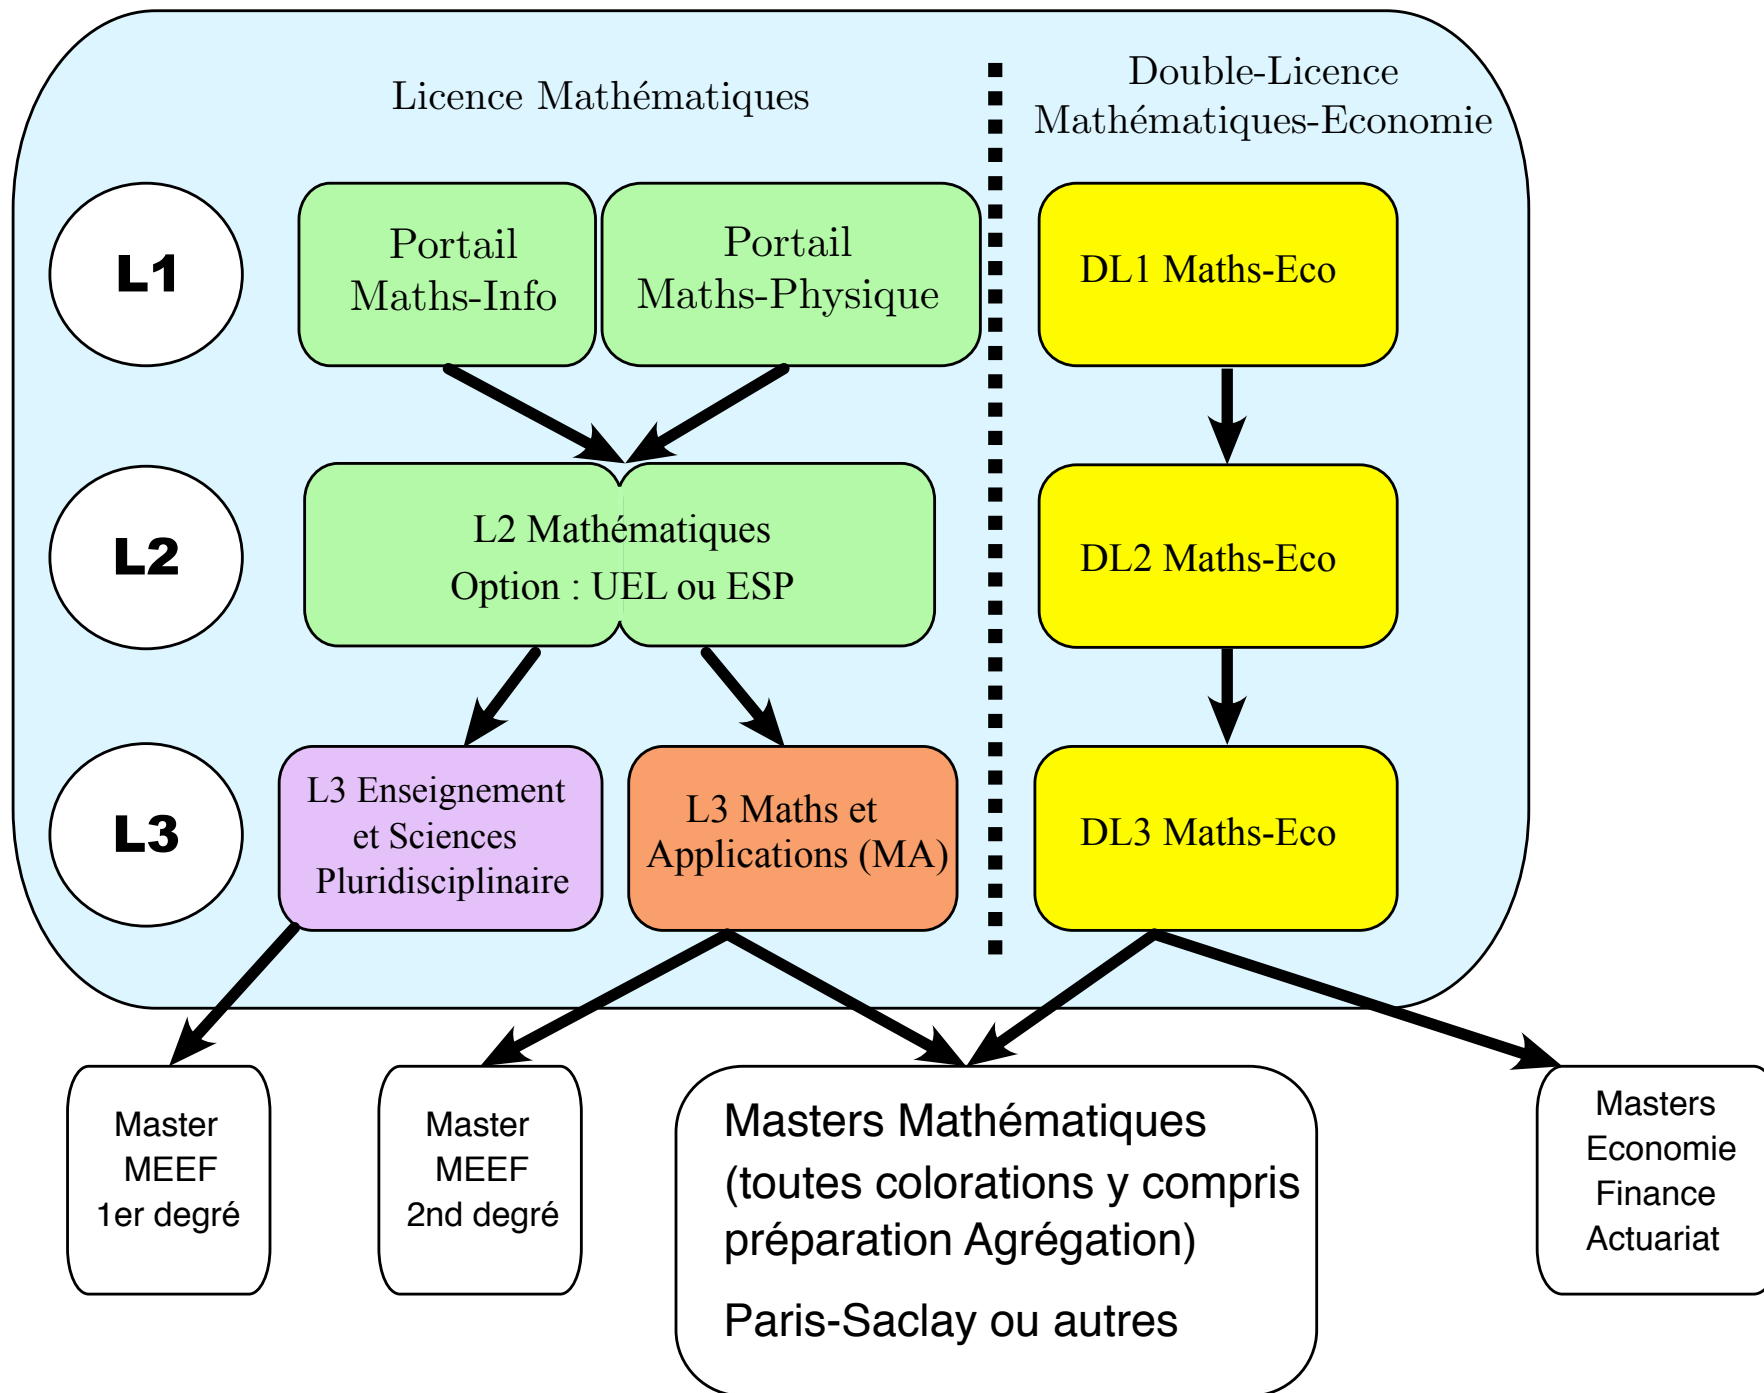 Licence Mathématiques
Double-Licence
Mathématiques-Economie
L1
Portail
Maths-Info
Portail
Maths-Physique
DL1 Maths-Eco
L2
L2 Mathématiques
Option : UEL ou ESP
DL2 Maths-Eco
L3
L3 Enseignement
et Sciences
Pluridisciplinaire
L3 Maths et
Applications (MA)
DL3 Maths-Eco
Master
MEEF
1er degré
Master
MEEF
2nd degré
Masters Mathématiques
(toutes colorations y compris
préparation Agrégation)
Paris-Saclay ou autres
Masters
Economie
Finance
Actuariat